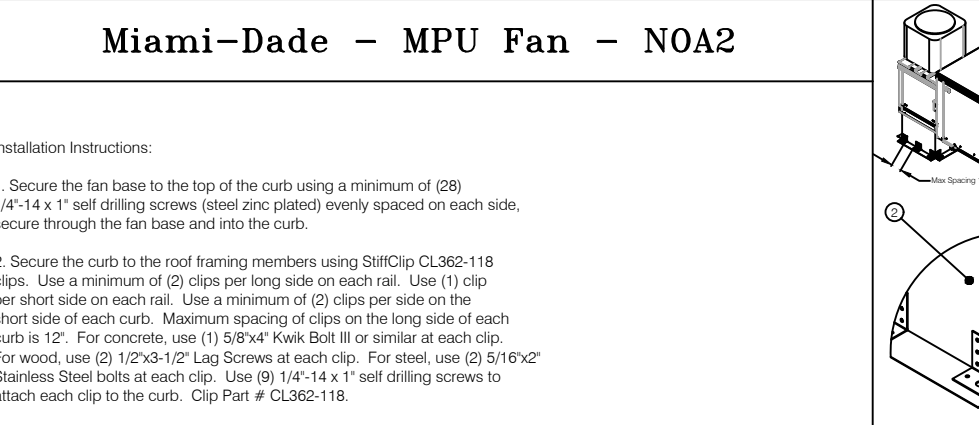 Miami-Dade - MPU Fan - NOA2
nstallation Instructions:
. Secure the fan base to the top of the curb using a minimum of (28)
/4"-14 x 1" self drilling screws (steel zinc plated) evenly spaced on each side,
secure through the fan base and into the curb.
2. Secure the curb to the roof framing members using StiffClip CL362-118
clips. Use a minimum of (2) clips per long side on each rail. Use (1) clip
per short side on each rail. Use a minimum of (2) clips per side on the
short side of each curb. Maximum spacing of clips on the long side of each
curb is 12". For concrete, use (1) 5/8"x4" Kwik Bolt III or similar at each clip.
For wood, use (2) 1/2"x3-1/2" Lag Screws at each clip. For steel, use (2) 5/16"x2"
Stainless Steel bolts at each clip. Use (9) 1/4"-14 x 1" self drilling screws to
attach each clip to the curb. Clip Part # CL362-118.
Max Spacing
2